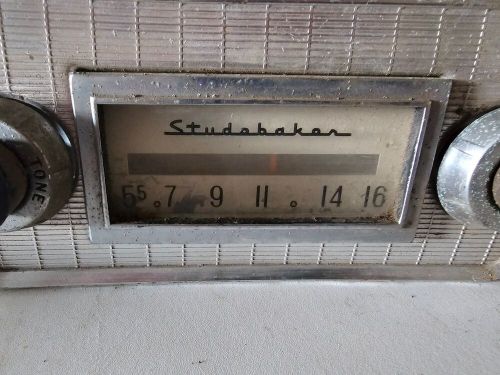 Studebaker
TONE
55 . 7 9 11 . 14 16 .